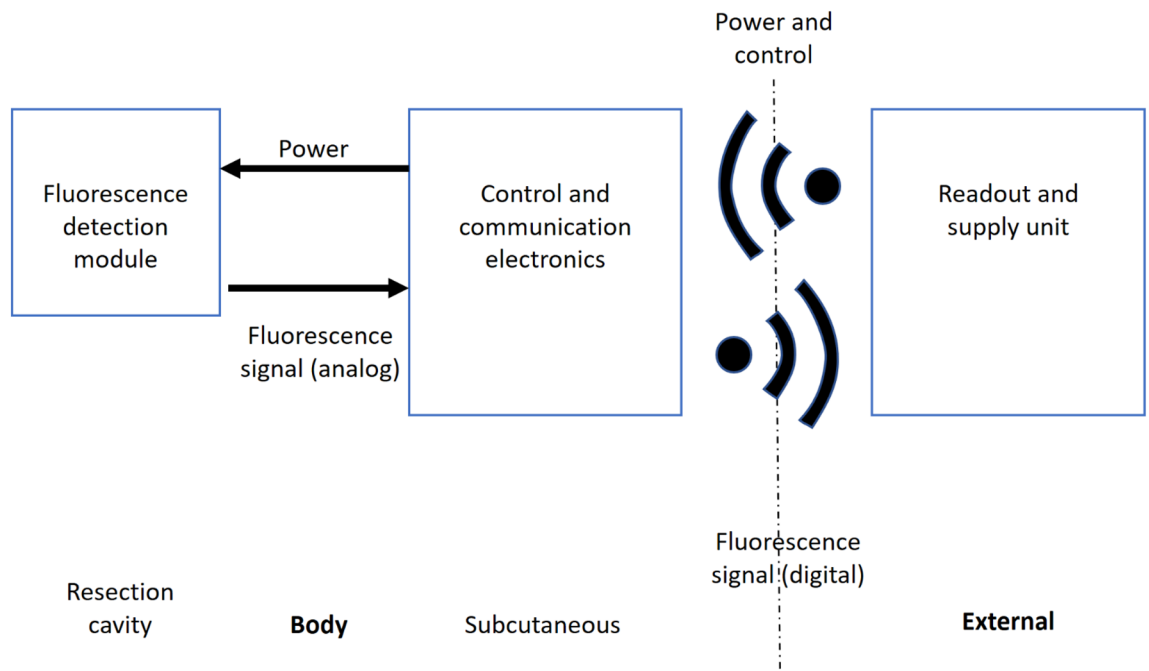 Power and
control
Power
Fluorescence
detection
module
Control and
communication
electronics
Readout and
supply unit
Fluorescence
signal (analog)
Fluorescence
signal (digital)
Resection
cavity
Body
Subcutaneous
External